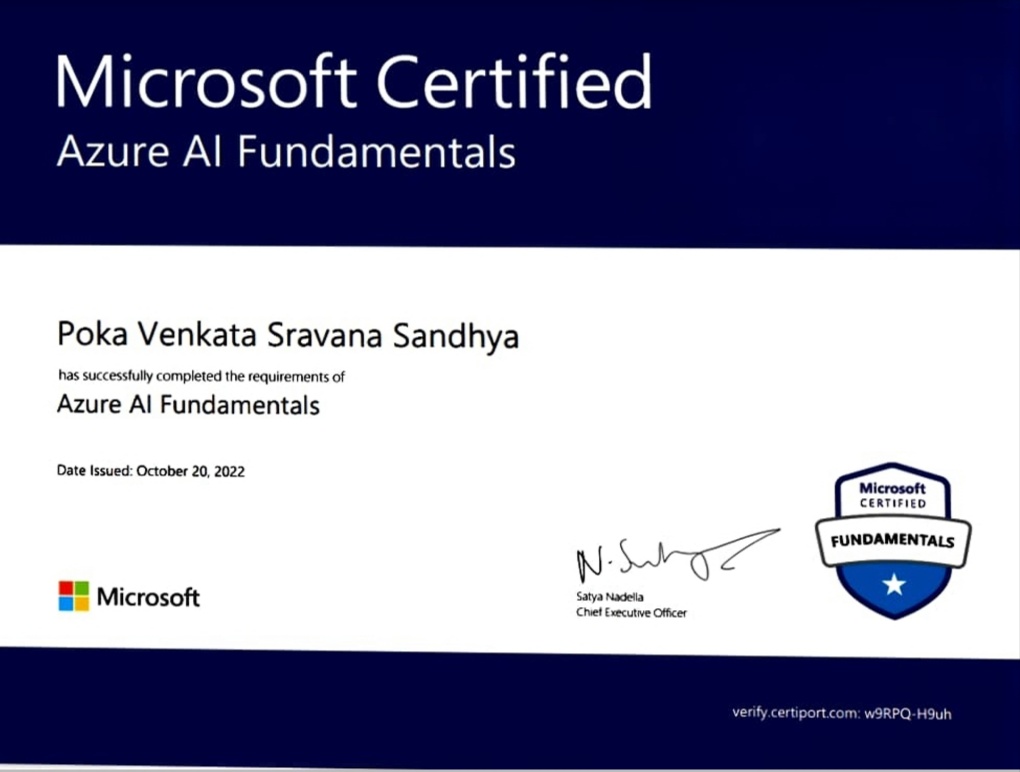 Microsoft Certified
Azure AI Fundamentals
Poka Venkata Sravana Sandhya
has successfully completed the requirements of
Azure AI Fundamentals
Date Issued: October 20, 2022
Microsoft
CERTIFIED
FUNDAMENTALS
N. Satya
Satya Nadella
Chief Executive Officer
Microsoft
verify.certiport.com: w9RPQ-H9uh